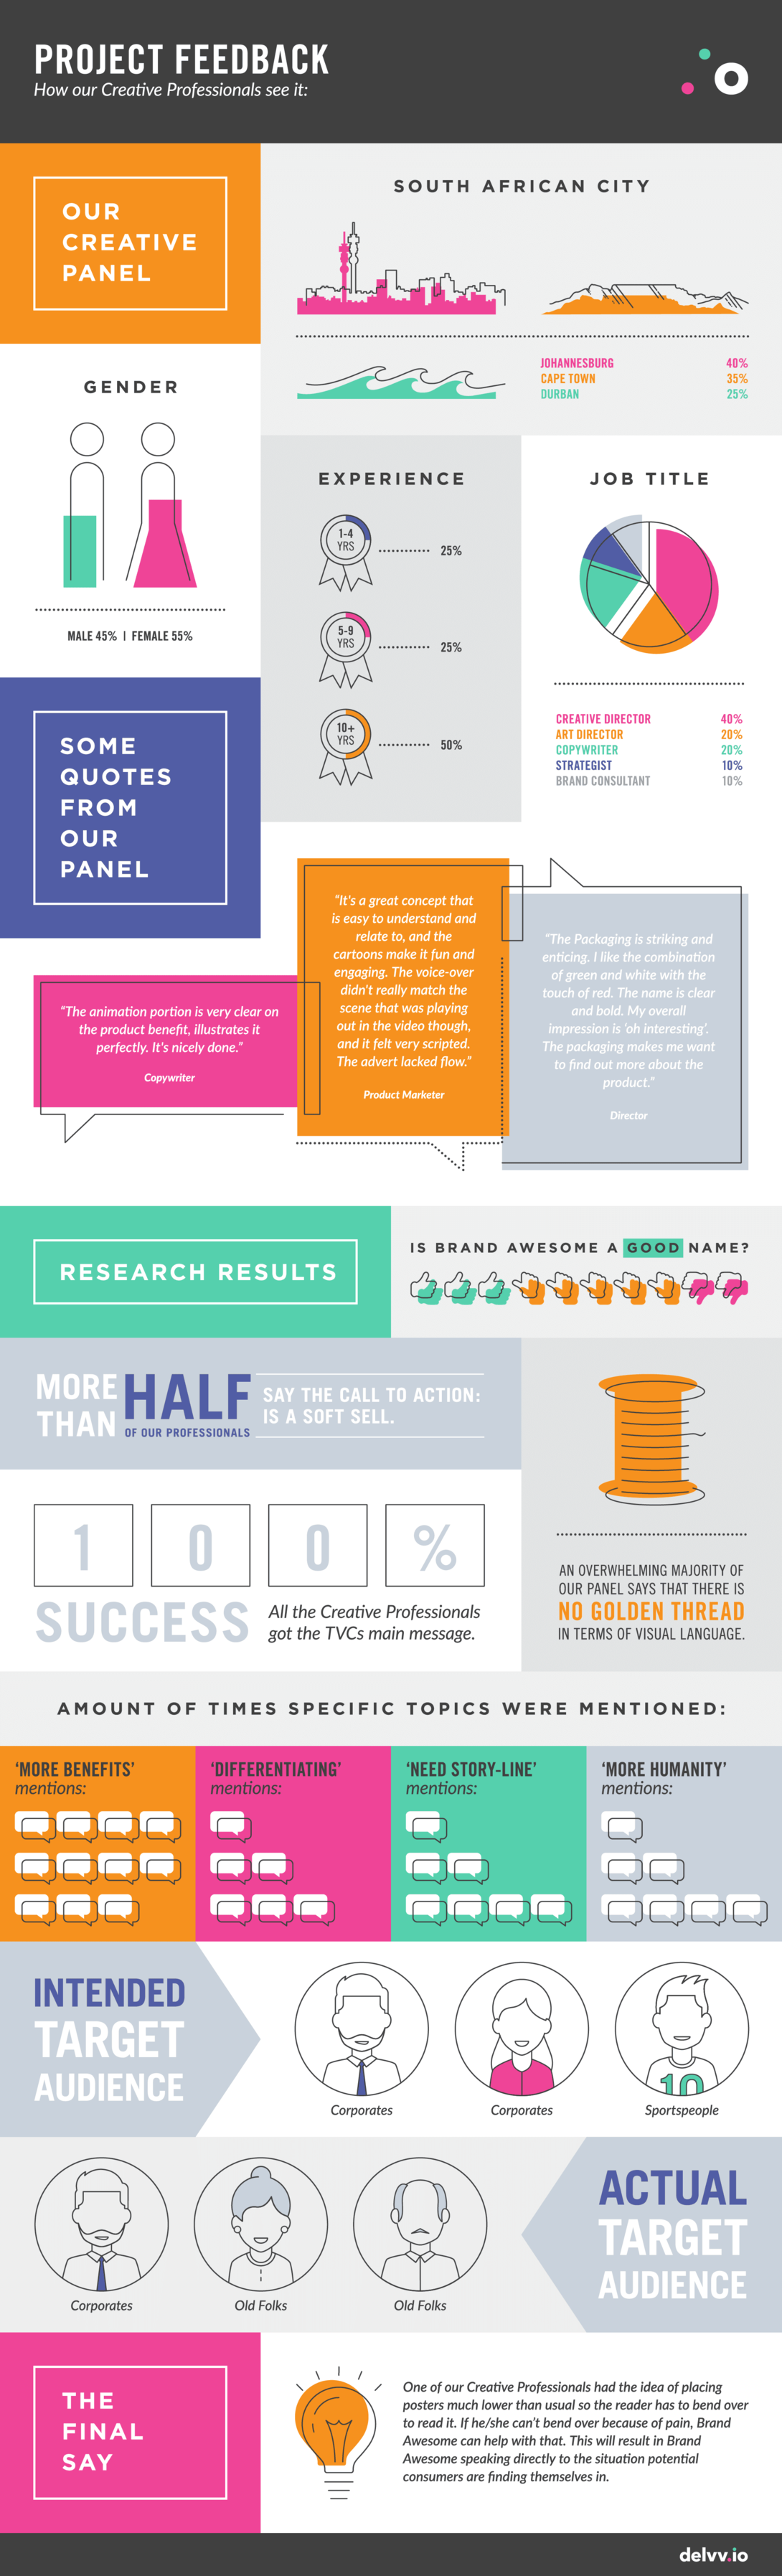 PROJECT FEEDBACK
How our Creative Professionals see it:
OUR
CREATIVE
PANEL
SOUTH AFRICAN CITY
JOHANNESBURG 40%
CAPE TOWN 35%
DURBAN 25%
GENDER
MALE 45% | FEMALE 55%
EXPERIENCE
1-4
YRS
25%
5-9
YRS
25%
10+
YRS
50%
JOB TITLE
CREATIVE DIRECTOR 40%
ART DIRECTOR 20%
COPYWRITER 20%
STRATEGIST 10%
BRAND CONSULTANT 10%
SOME
QUOTES
FROM
OUR
PANEL
“The animation portion is very clear on
the product benefit, illustrates it
perfectly. It's nicely done.”
Copywriter
“It's a great concept that
is easy to understand and
relate to, and the
cartoons make it fun and
engaging. The voice-over
didn't really match the
scene that was playing
out in the video though,
and it felt very scripted.
The advert lacked flow.”
Product Marketer
“The Packaging is striking and
enticing. I like the combination
of green and white with the
touch of red. The name is clear
and bold. My overall
impression is 'oh interesting'.
The packaging makes me want
to find out more about the
product.”
Director
RESEARCH RESULTS
IS BRAND AWESOME A GOOD NAME?
MORE
THAN
HALF
OF OUR PROFESSIONALS
SAY THE CALL TO ACTION:
IS A SOFT SELL.
100%
SUCCESS
All the Creative Professionals
got the TVCs main message.
AN OVERWHELMING MAJORITY OF
OUR PANEL SAYS THAT THERE IS
NO GOLDEN THREAD
IN TERMS OF VISUAL LANGUAGE.
AMOUNT OF TIMES SPECIFIC TOPICS WERE MENTIONED:
‘MORE BENEFITS’
mentions:
‘DIFFERENTIATING’
mentions:
‘NEED STORY-LINE’
mentions:
‘MORE HUMANITY’
mentions:
INTENDED
TARGET
AUDIENCE
Corporates
Corporates
10
Sportspeople
Corporates
Old Folks
Old Folks
ACTUAL
TARGET
AUDIENCE
THE
FINAL
SAY
One of our Creative Professionals had the idea of placing
posters much lower than usual so the reader has to bend over
to read it. If he/she can't bend over because of pain, Brand
Awesome can help with that. This will result in Brand
Awesome speaking directly to the situation potential
consumers are finding themselves in.
delvv.io